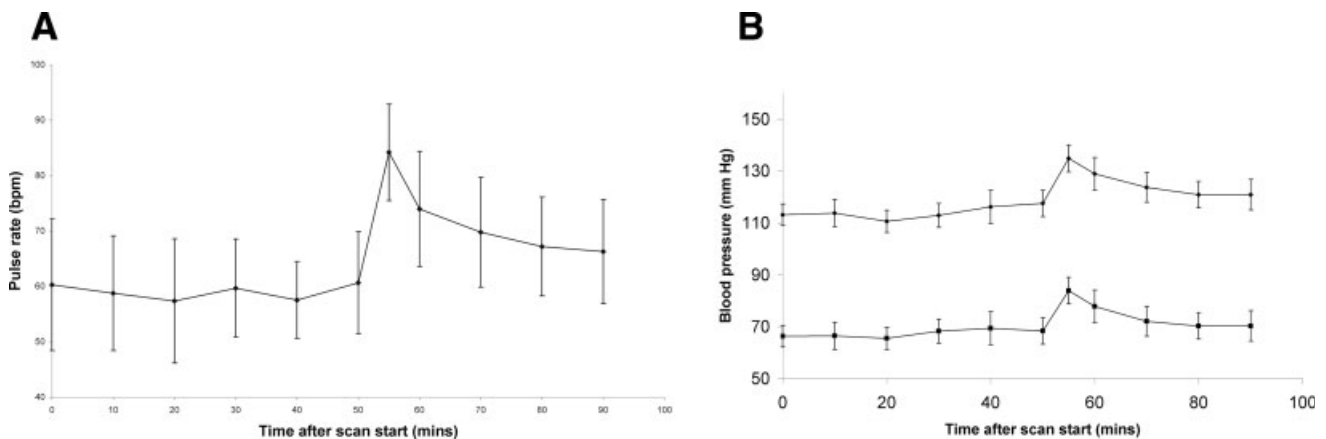 A
100
90
80
70
60
50
40
Pulse rate (bpm)
0 10 20 30 40 50 60 70 80 90 100
Time after scan start (mins)
B
150
130
110
90
70
50
Blood pressure (mm Hg)
0 20 40 60 80 100
Time after scan start (mins)